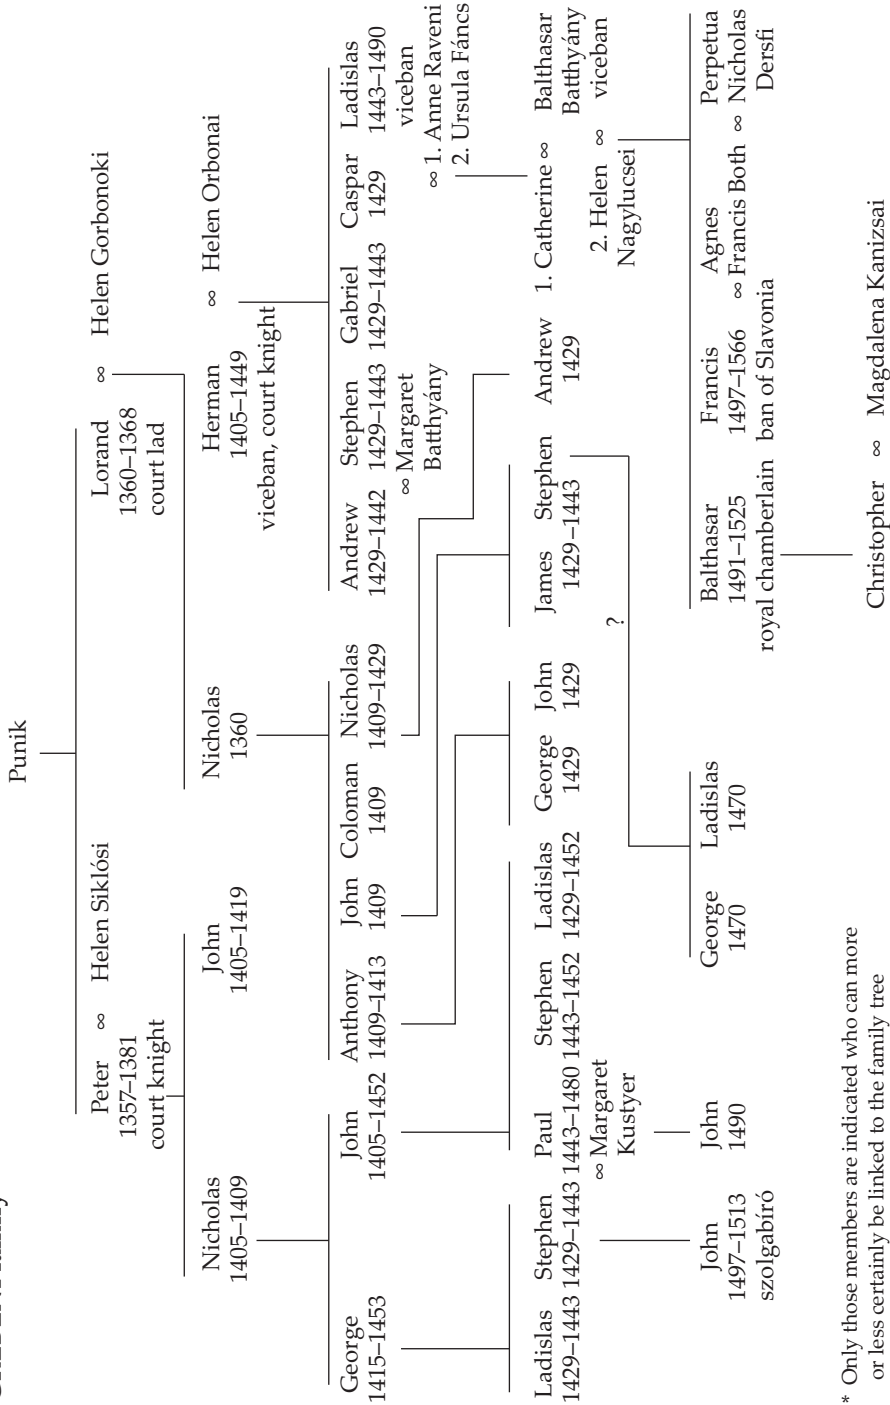 Punik
Peter ∞ Helen Siklósi
1357–1381
court knight
Lorand ∞ Helen Gorbonoki
1360–1368
court lad
Nicholas
1405–1409
John
1405–1419
Nicholas
1360
Herman ∞ Helen Orbonai
1405–1449
viceban, court knight
George
1415–1453
John
1405–1452
Anthony
1409–1413
John
1409
Coloman
1409
Nicholas
1409–1429
Andrew
1429–1442
Stephen
1429–1443
∞ Margaret
Batthyány
Gabriel
1429–1443
Caspar
1429
Ladislas
1443–1490
viceban
∞ 1. Anne Raveni
2. Ursula Fáncs
Ladislas
1429–1443
Stephen
1429–1443
Paul
1443–1480
∞ Margaret
Kustyer
Stephen
1443–1452
Ladislas
1429–1452
George
1429
John
1429
James
1429–1443
Stephen
Andrew
1429
1. Catherine ∞ Balthasar
Batthyány
viceban
2. Helen ∞
Nagylucsei
?
John
1497–1513
szolgabíró
John
1490
George
1470
Ladislas
1470
Balthasar
1491–1525
royal chamberlain
Francis
1497–1566
ban of Slavonia
Agnes
∞ Francis Both
Perpetua
∞ Nicholas
Dersfi
Christopher ∞ Magdalena Kanizsai
* Only those members are indicated who can more
or less certainly be linked to the family tree